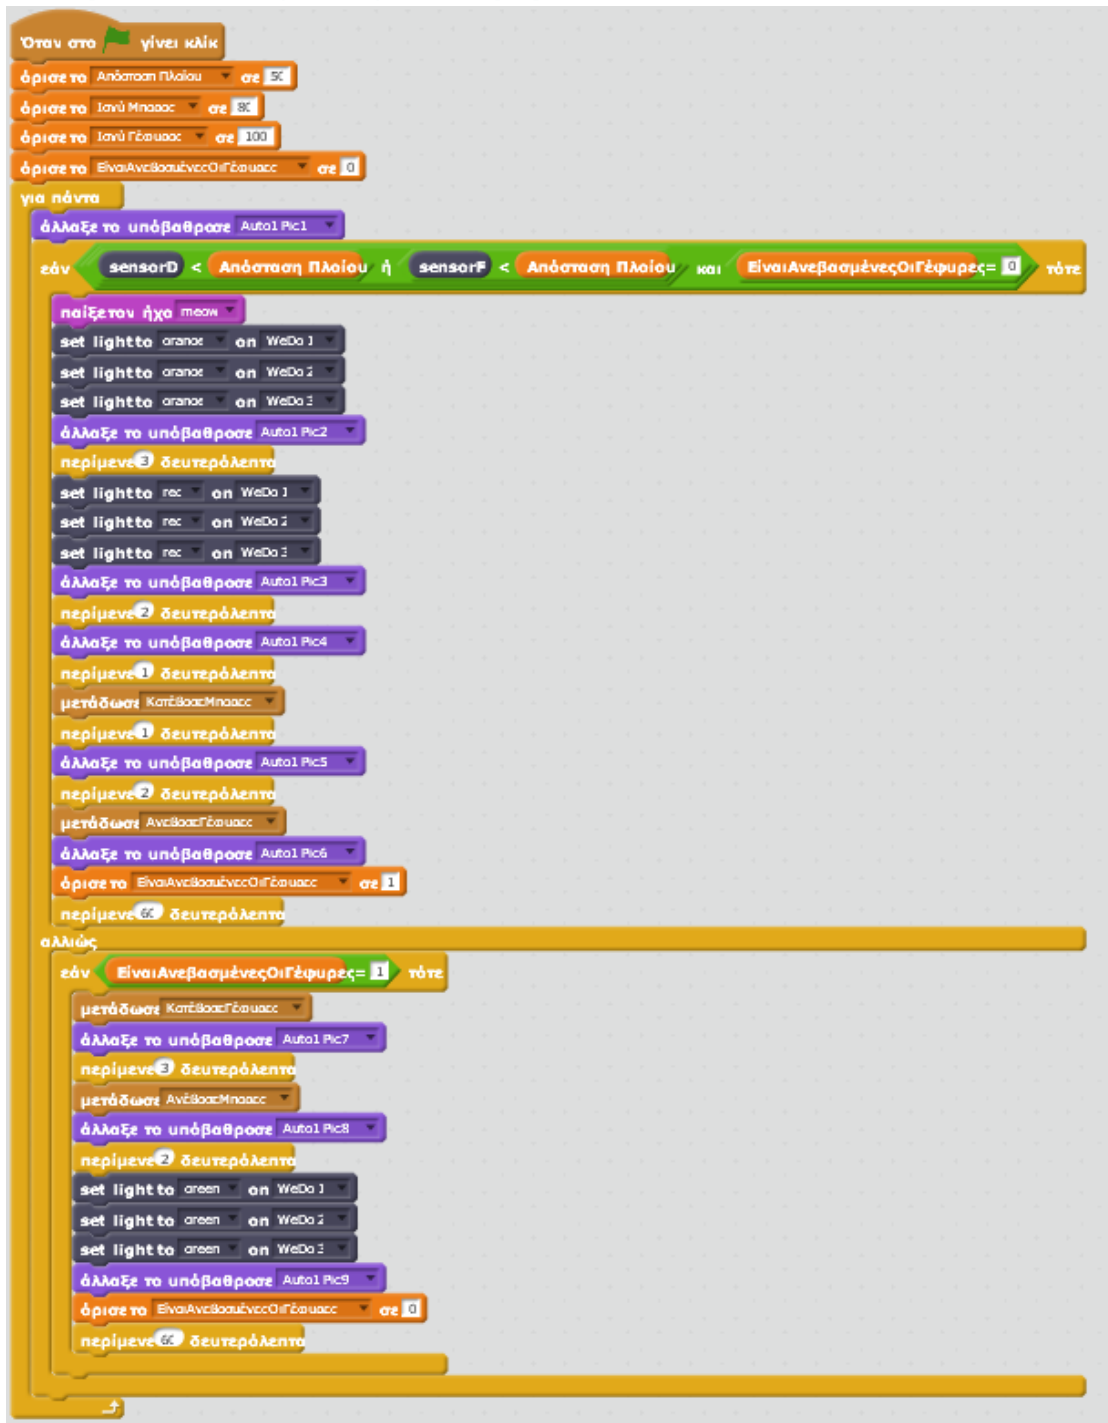 Όταν στο γίνει κλίκ
όρισε το Απόσταση Πλοίου σε 50
όρισε το Ισχύ Μπάρας σε 80
όρισε το Ισχύ Γέφυρας σε 100
όρισε το ΕίναιΑνεβασμένεςΟιΓέφυρες σε 0
για πάντα
άλλαξε το υπόβαθρο σε Auto1 Pic1
εάν sensorD < Απόσταση Πλοίου ή sensorF < Απόσταση Πλοίου και ΕίναιΑνεβασμένεςΟιΓέφυρες = 0 τότε
παίξε τον ήχο meow
set light to orange on WeDo 1
set light to orange on WeDo 2
set light to orange on WeDo 3
άλλαξε το υπόβαθρο σε Auto1 Pic2
περίμενε 3 δευτερόλεπτα
set light to red on WeDo 1
set light to red on WeDo 2
set light to red on WeDo 3
άλλαξε το υπόβαθρο σε Auto1 Pic3
περίμενε 2 δευτερόλεπτα
άλλαξε το υπόβαθρο σε Auto1 Pic4
περίμενε 1 δευτερόλεπτα
μετάδωσε ΚατέβασεΜπάρες
περίμενε 1 δευτερόλεπτα
άλλαξε το υπόβαθρο σε Auto1 Pic5
περίμενε 2 δευτερόλεπτα
μετάδωσε ΑνεβασεΓέφυρες
άλλαξε το υπόβαθρο σε Auto1 Pic6
όρισε το ΕίναιΑνεβασμένεςΟιΓέφυρες σε 1
περίμενε 60 δευτερόλεπτα
αλλιώς
εάν ΕίναιΑνεβασμένεςΟιΓέφυρες = 1 τότε
μετάδωσε ΚατέβασεΓέφυρες
άλλαξε το υπόβαθρο σε Auto1 Pic7
περίμενε 3 δευτερόλεπτα
μετάδωσε ΑνέβασεΜπάρες
άλλαξε το υπόβαθρο σε Auto1 Pic8
περίμενε 2 δευτερόλεπτα
set light to green on WeDo 1
set light to green on WeDo 2
set light to green on WeDo 3
άλλαξε το υπόβαθρο σε Auto1 Pic9
όρισε το ΕίναιΑνεβασμένεςΟιΓέφυρες σε 0
περίμενε 60 δευτερόλεπτα